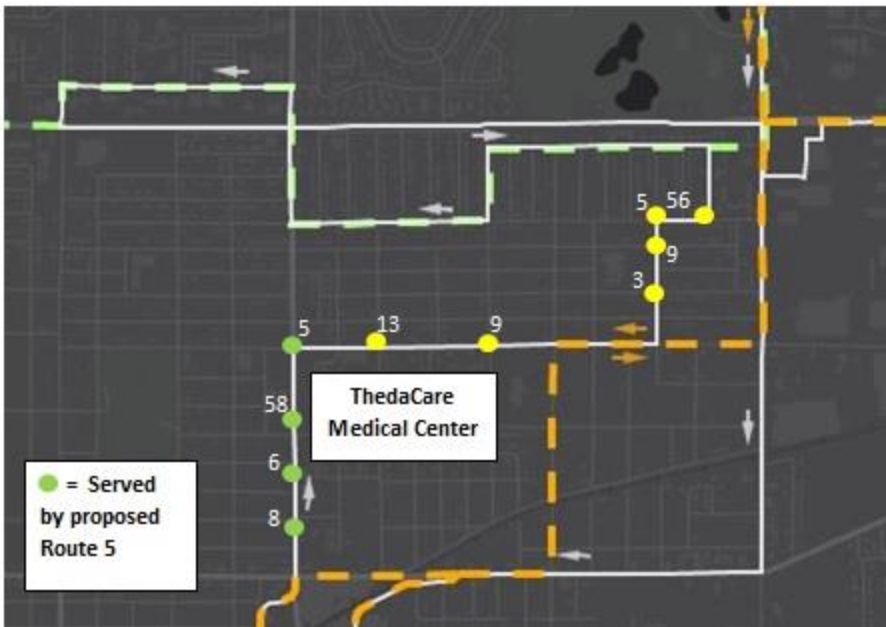 5 56
9
3
5 13 9
ThedaCare
Medical Center
58
6
8
= Served
by proposed
Route 5